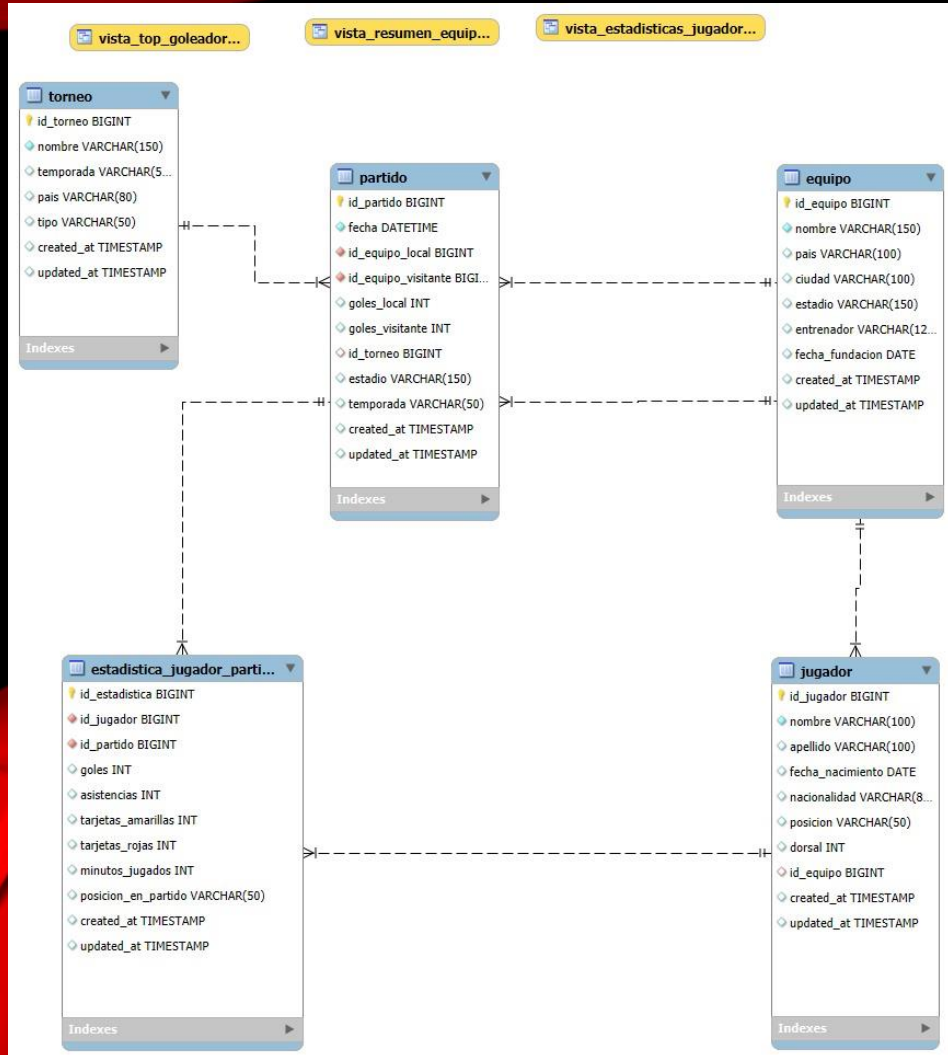 vista_top_goleador...
vista_resumen_equip...
vista_estadisticas_jugador...
torneo
id_torneo BIGINT
nombre VARCHAR(150)
temporada VARCHAR(5...
pais VARCHAR(80)
tipo VARCHAR(50)
created_at TIMESTAMP
updated_at TIMESTAMP
Indexes
partido
id_partido BIGINT
fecha DATETIME
id_equipo_local BIGINT
id_equipo_visitante BIGI...
goles_local INT
goles_visitante INT
id_torneo BIGINT
estadio VARCHAR(150)
temporada VARCHAR(50)
created_at TIMESTAMP
updated_at TIMESTAMP
Indexes
equipo
id_equipo BIGINT
nombre VARCHAR(150)
pais VARCHAR(100)
ciudad VARCHAR(100)
estadio VARCHAR(150)
entrenador VARCHAR(12...
fecha_fundacion DATE
created_at TIMESTAMP
updated_at TIMESTAMP
Indexes
estadistica_jugador_parti...
id_estadistica BIGINT
id_jugador BIGINT
id_partido BIGINT
goles INT
asistencias INT
tarjetas_amarillas INT
tarjetas_rojas INT
minutos_jugados INT
posicion_en_partido VARCHAR(50)
created_at TIMESTAMP
updated_at TIMESTAMP
Indexes
jugador
id_jugador BIGINT
nombre VARCHAR(100)
apellido VARCHAR(100)
fecha_nacimiento DATE
nacionalidad VARCHAR(8...
posicion VARCHAR(50)
dorsal INT
id_equipo BIGINT
created_at TIMESTAMP
updated_at TIMESTAMP
Indexes